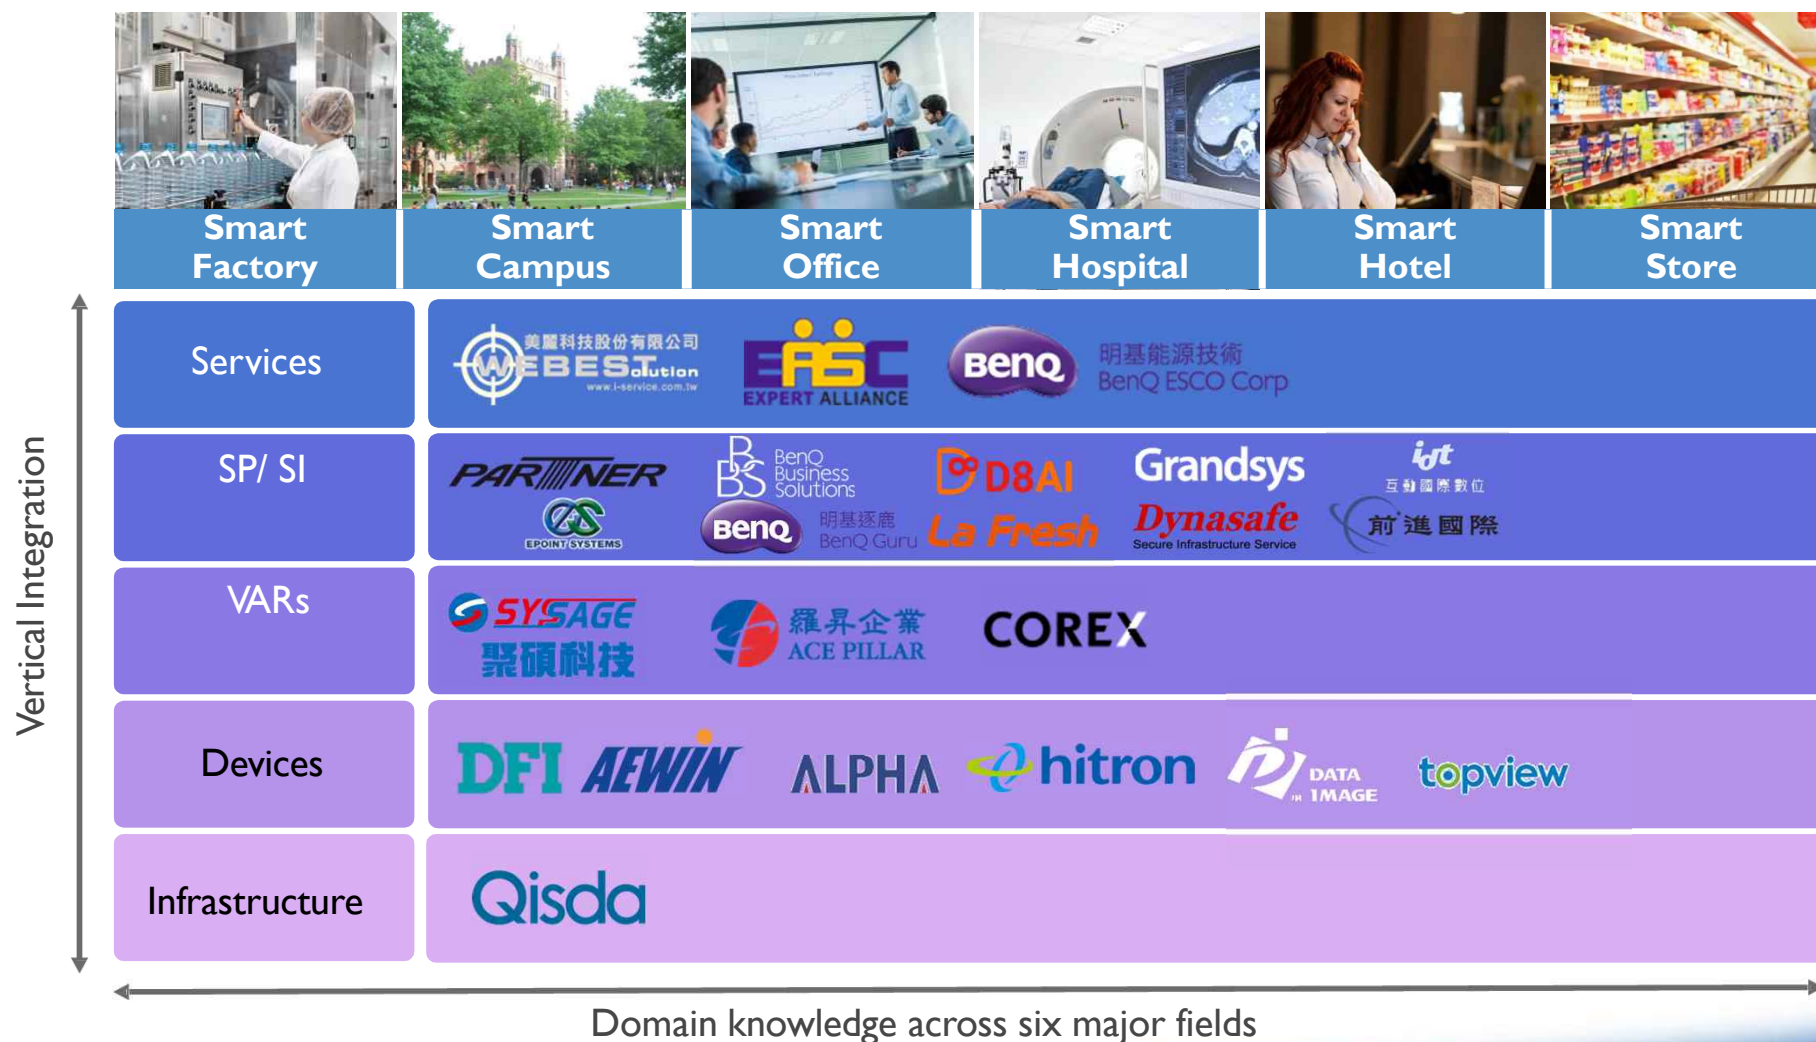 Smart
Factory
Smart
Campus
Smart
Office
Smart
Hospital
Smart
Hotel
Smart
Store
Vertical Integration
Services
美麗科技股份有限公司
WEBESolution
www.i-service.com.tw
EASC
EXPERT ALLIANCE
BenQ
明基能源技術
BenQ ESCO Corp
SP/ SI
PARTNER
EPOINT SYSTEMS
BBS
BenQ
Business
Solutions
BenQ
明基逐鹿
BenQ Guru
D8AI
La Fresh
Grandsys
Dynasafe
Secure Infrastructure Service
互動國際數位
前進國際
VARs
SYSAGE
聚碩科技
羅昇企業
ACE PILLAR
COREX
Devices
DFI
AEWIN
ALPHA
hitron
DATA
IMAGE
topview
Infrastructure
Qisda
Domain knowledge across six major fields